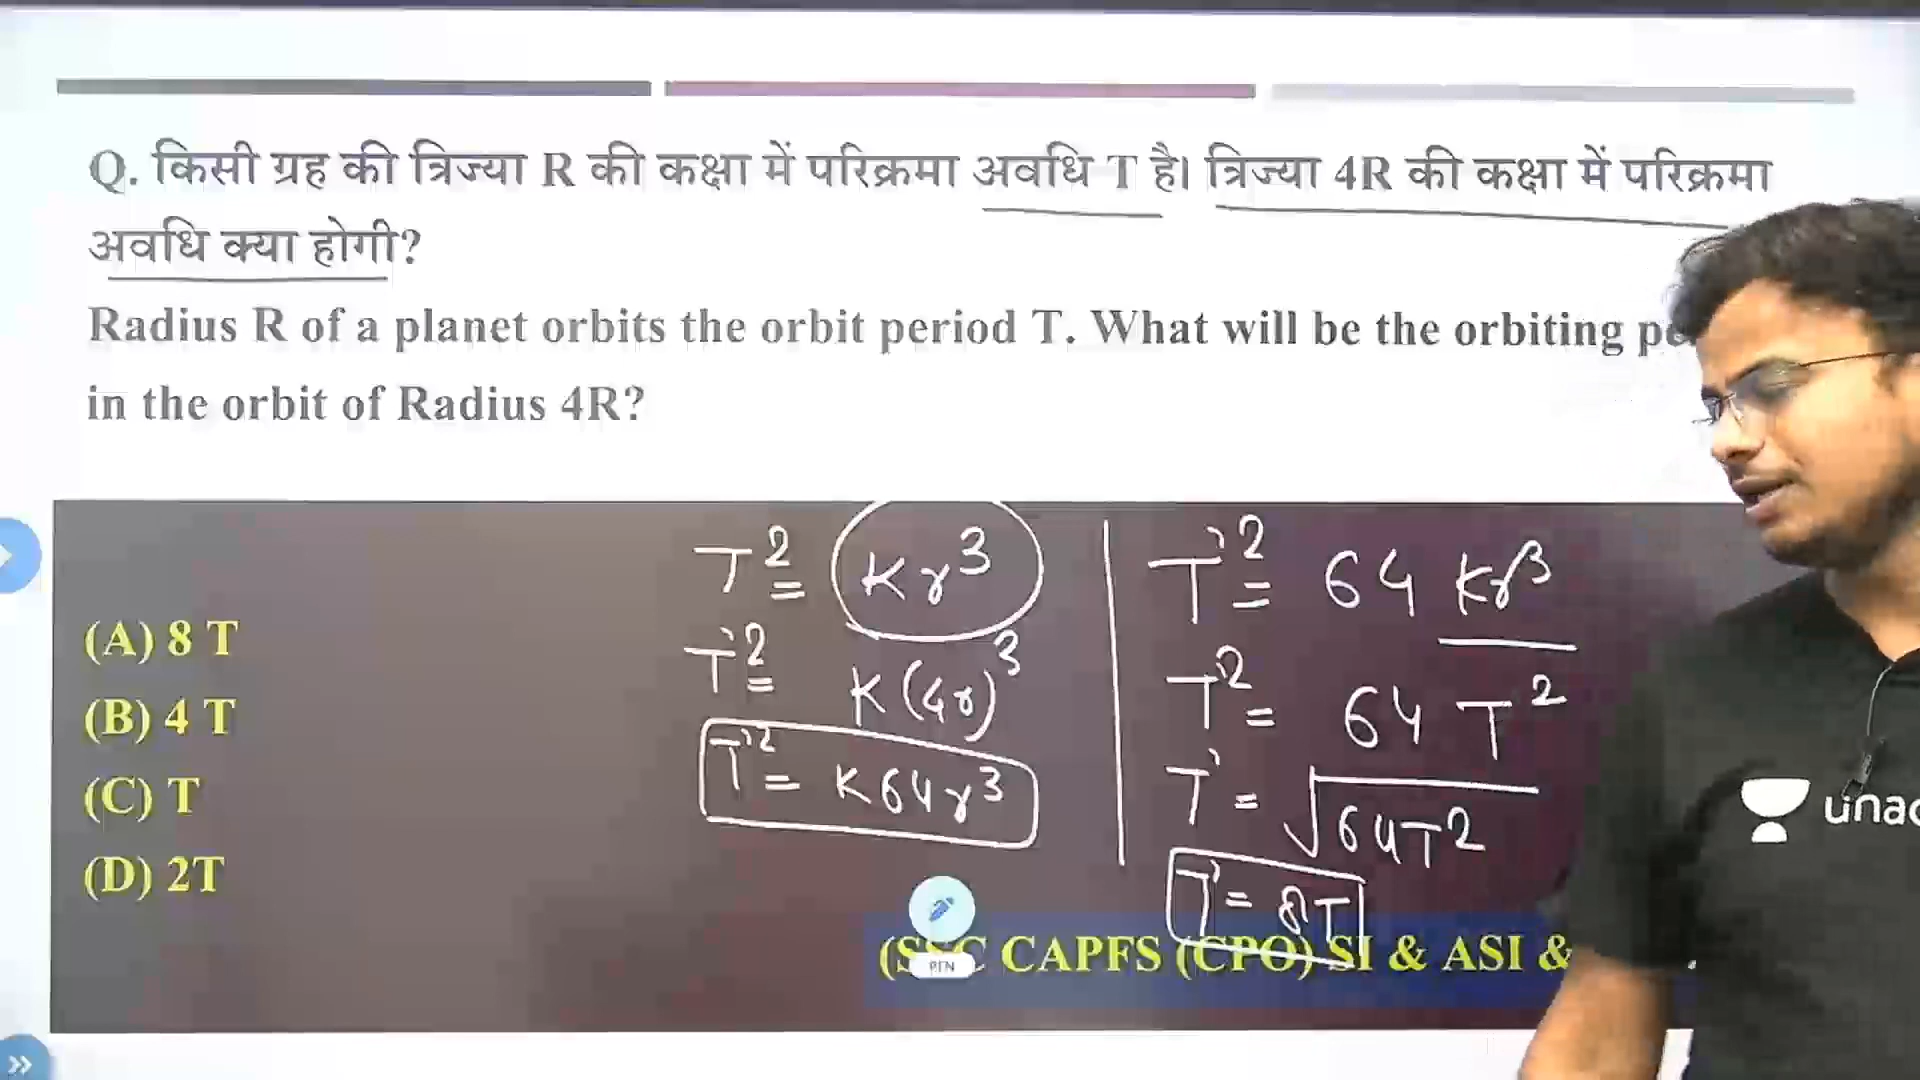 Q. किसी ग्रह की त्रिज्या R की कक्षा में परिक्रमा अवधि T है। त्रिज्या 4R की कक्षा में परिक्रमा
अवधि क्या होगी?
Radius R of a planet orbits the orbit period T. What will be the orbiting
in the orbit of Radius 4R?
(A) 8 T
(B) 4 T
(C) T
(D) 2T
T² = Kr³
T'² = K(4r)³
T'² = K64r³
T'² = 64 Kr³
T'² = 64 T²
T' = √64T²
T' = 8T
PEN
CAPFS (CPO) SI & ASI &
unac